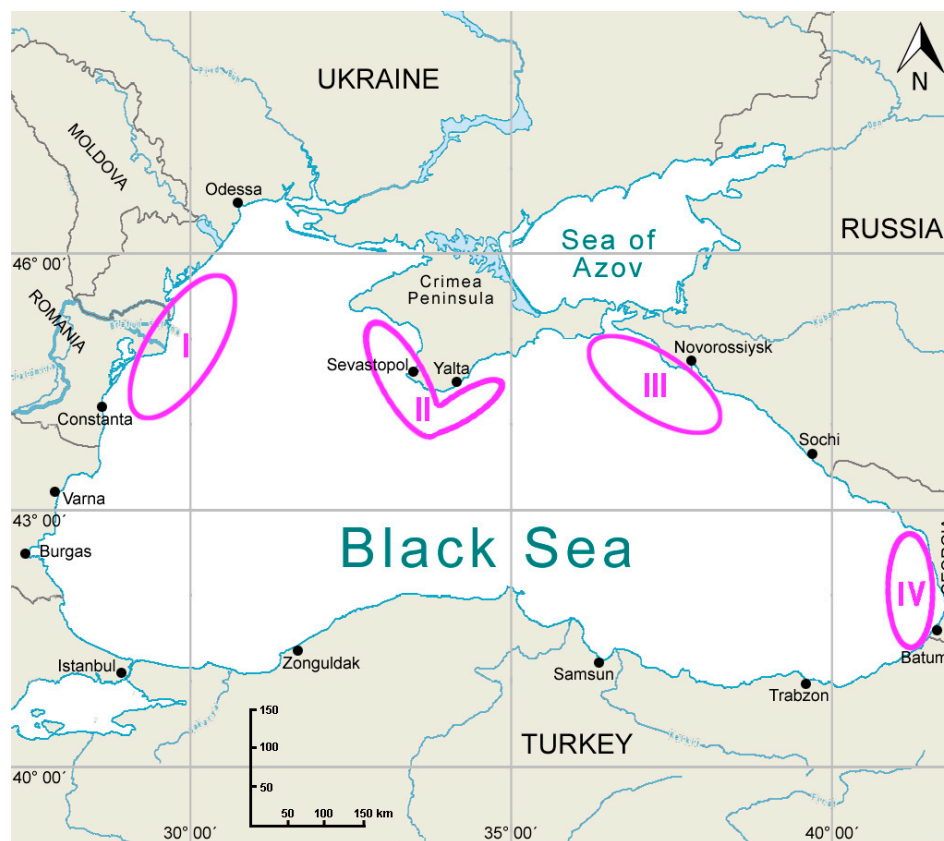 UKRAINE
N
MOLDOVA
Odessa
RUSSIA
46° 00´
Sea of
Azov
Crimea
Peninsula
ROMANIA
I
Sevastopol
Yalta
Novorossiysk
II
III
Constanta
Sochi
Varna
43° 00´
Black Sea
Burgas
GEORGIA
IV
Istanbul
Zonguldak
Samsun
Batum
Trabzon
150
100
50
TURKEY
40° 00´
50
100
150 km
30° 00´
35° 00´
40° 00´